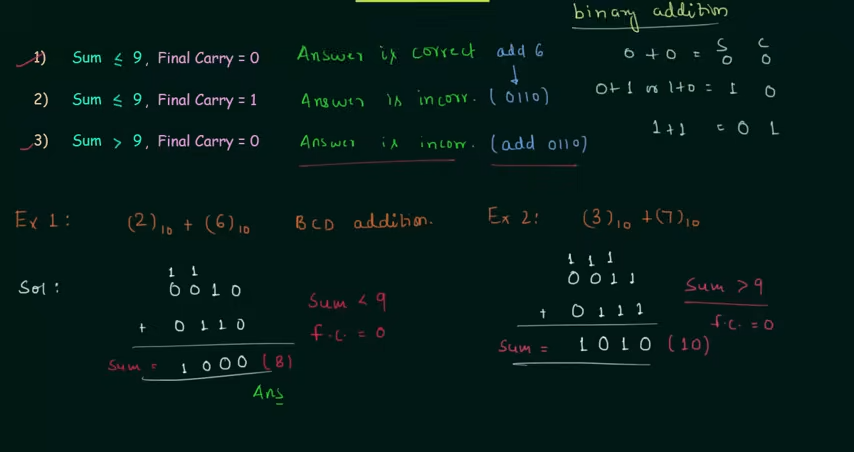 binary addition
1) Sum ≤ 9, Final Carry = 0 Answer is correct add 6
2) Sum ≤ 9, Final Carry = 1 Answer is incorr. (0110)
3) Sum > 9, Final Carry = 0 Answer is incorr. (add 0110)
S C
0 + 0 = 0 0
0+1 or 1+0 = 1 0
1+1 = 0 1
Ex 1: (2)₁₀ + (6)₁₀ BCD addition.
Sol:
1 1
0 0 1 0
+ 0 1 1 0
Sum = 1 0 0 0 (8)
Ans
Sum < 9
f.c. = 0
Ex 2: (3)₁₀ + (7)₁₀
1 1 1
0 0 1 1
+ 0 1 1 1
Sum = 1 0 1 0 (10)
Sum > 9
f.c. = 0